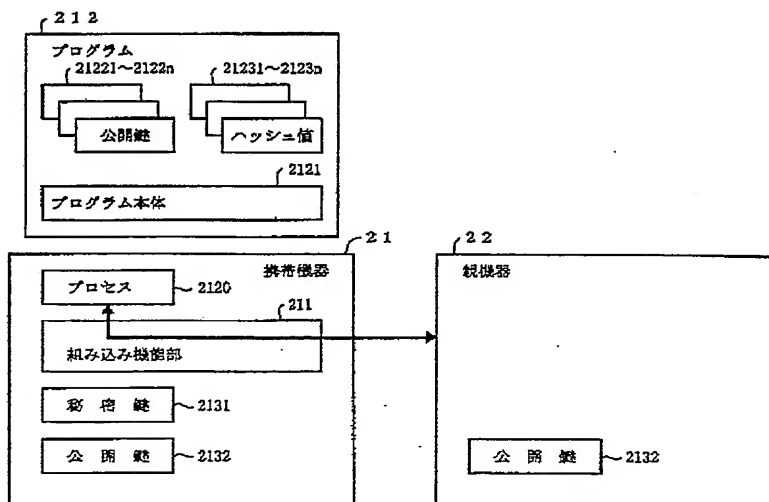 212
プログラム
21221～2122n
21231～2123n
公開鍵
ハッシュ値
2121
プログラム本体
21
22
携帯機器
親機器
プロセス
2120
211
組み込み機能部
秘密鍵
2131
公開鍵
2132
公開鍵
2132